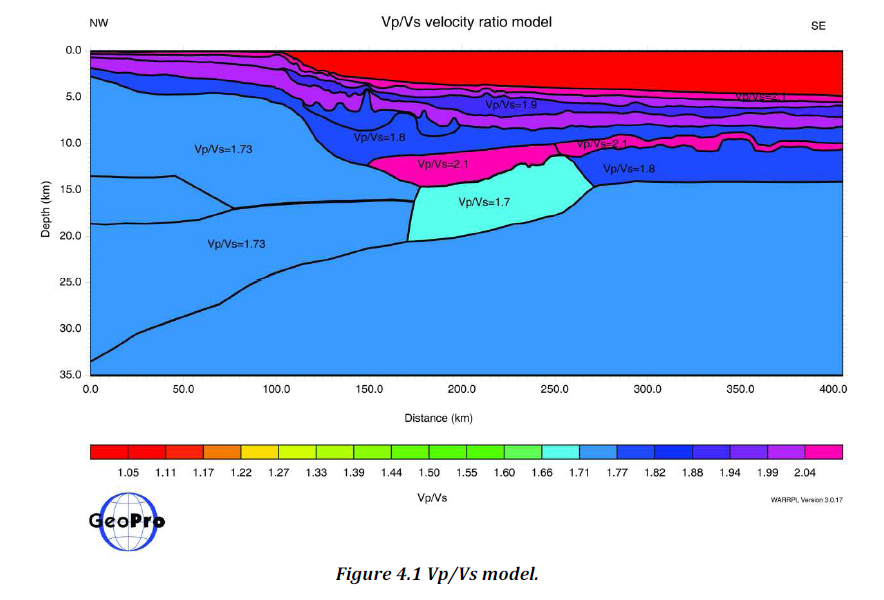 NW
Vp/Vs velocity ratio model
SE
0.0
5.0
10.0
15.0
20.0
25.0
30.0
35.0
Depth (km)
Vp/Vs=2.1
Vp/Vs=1.9
Vp/Vs=1.8
Vp/Vs=2.1
Vp/Vs=1.73
Vp/Vs=2.1
Vp/Vs=1.8
Vp/Vs=1.7
Vp/Vs=1.73
0.0 50.0 100.0 150.0 200.0 250.0 300.0 350.0 400.0
Distance (km)
1.05 1.11 1.17 1.22 1.27 1.33 1.39 1.44 1.50 1.55 1.60 1.66 1.71 1.77 1.82 1.88 1.94 1.99 2.04
Vp/Vs
WARRPI, Version 3.0.17
GeoPro
Figure 4.1 Vp/Vs model.